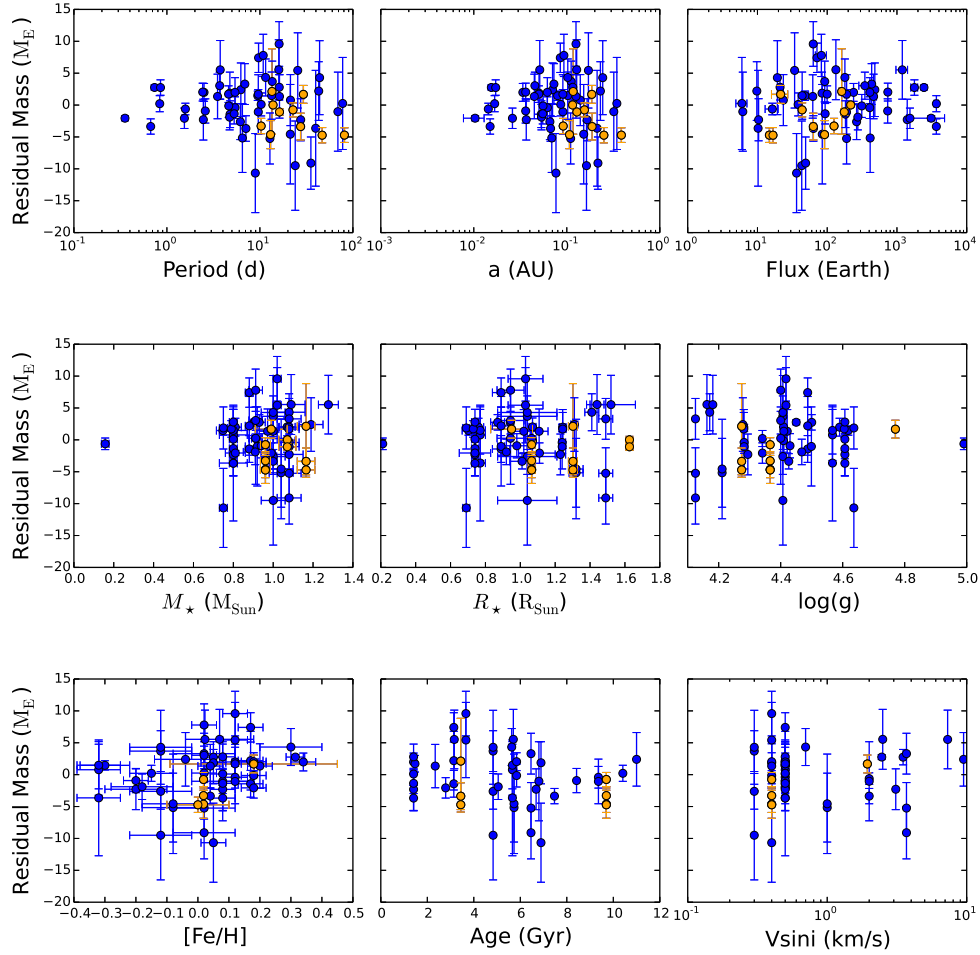 15
10
5
0
−5
−10
−15
−20
Residual Mass (M_E)
10^-1 10^0 10^1 10^2
Period (d)
10^-3 10^-2 10^-1 10^0
a (AU)
10^0 10^1 10^2 10^3 10^4
Flux (Earth)
15
10
5
0
−5
−10
−15
−20
Residual Mass (M_E)
0.0 0.2 0.4 0.6 0.8 1.0 1.2 1.4
M⋆ (M_Sun)
0.2 0.4 0.6 0.8 1.0 1.2 1.4 1.6 1.8
R⋆ (R_Sun)
4.2 4.4 4.6 4.8 5.0
log(g)
15
10
5
0
−5
−10
−15
−20
Residual Mass (M_E)
−0.4 −0.3 −0.2 −0.1 0.0 0.1 0.2 0.3 0.4 0.5
[Fe/H]
0 2 4 6 8 10 12
Age (Gyr)
10^-1 10^0 10^1
Vsini (km/s)